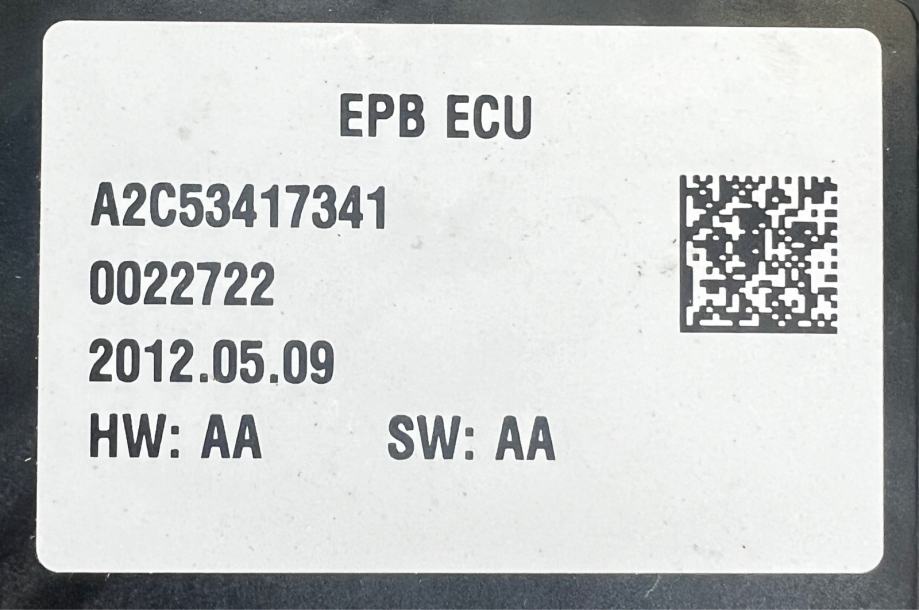 EPB ECU
A2C53417341
0022722
2012.05.09
HW: AA SW: AA